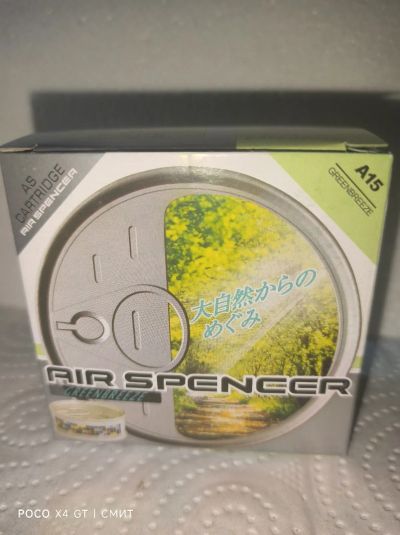 AS
CARTRIDGE
AIR SPENCER
A15
GREENBREEZE
大自然からの
めぐみ
AIR SPENCER
GREENBREEZE
POCO X4 GT | СМИТ